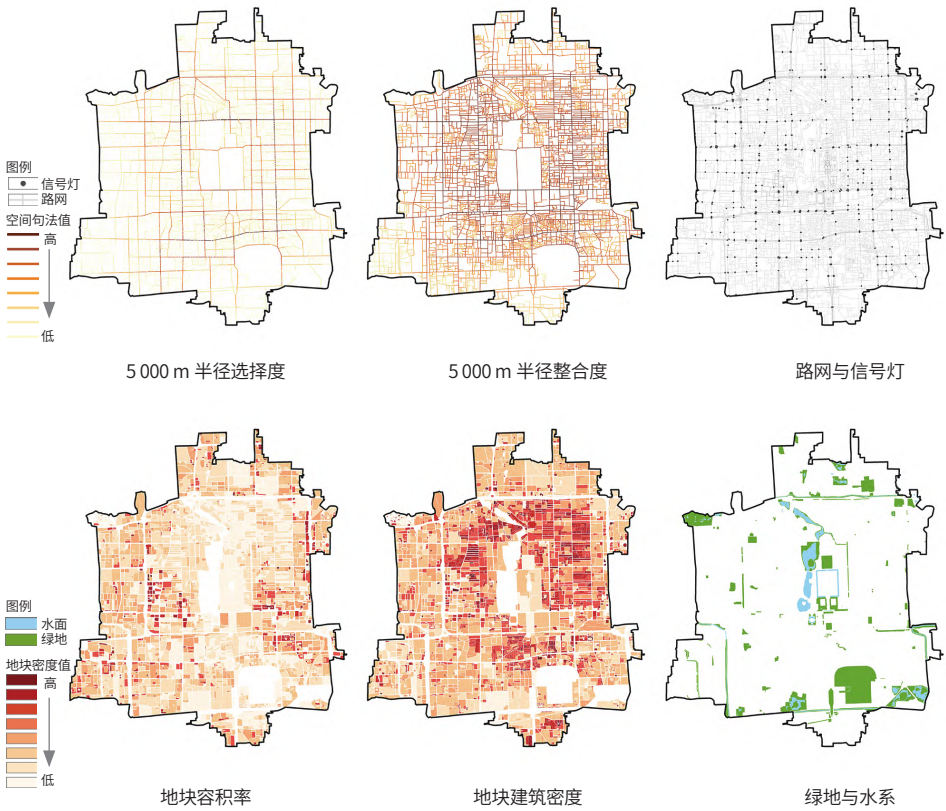 图例
信号灯
路网
空间句法值
高
低
5 000 m 半径选择度
5 000 m 半径整合度
路网与信号灯
图例
水面
绿地
地块密度值
高
低
地块容积率
地块建筑密度
绿地与水系